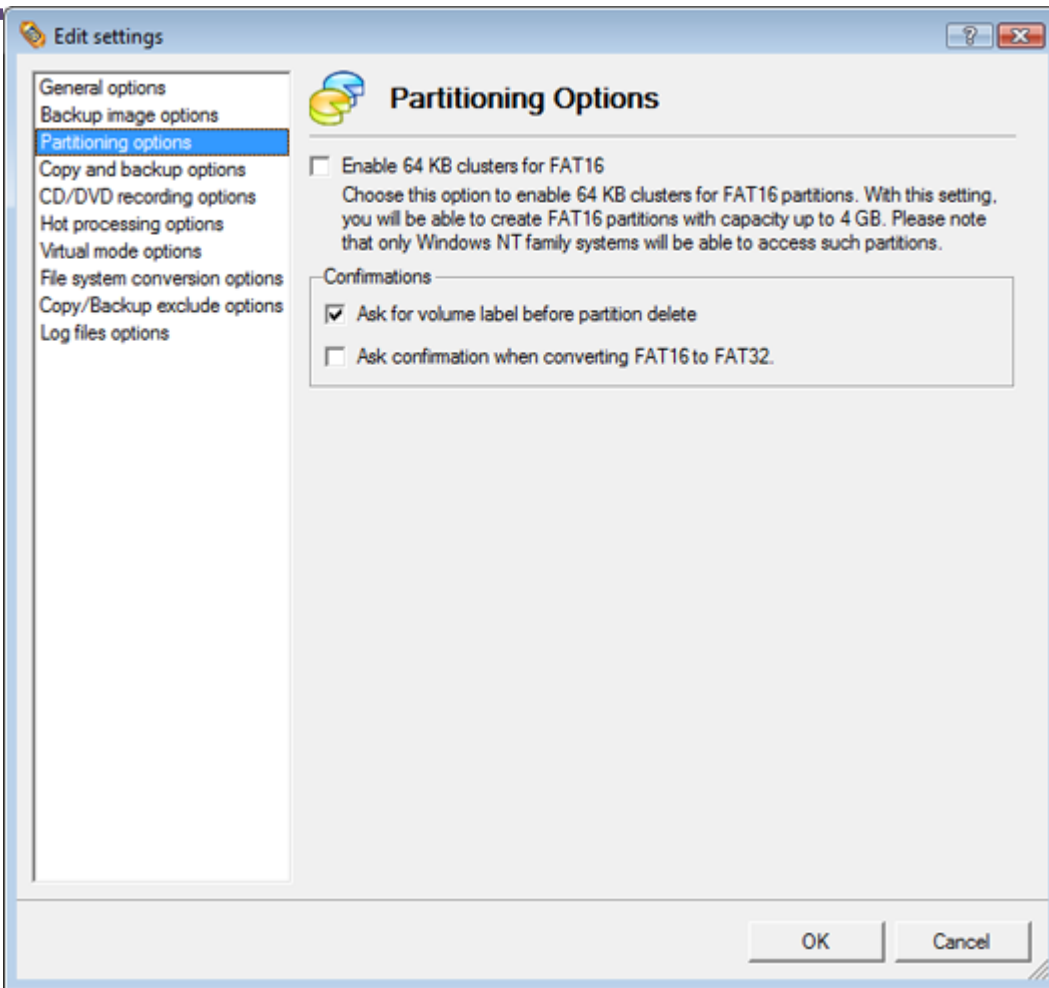 Edit settings
General options
Backup image options
Partitioning options
Copy and backup options
CD/DVD recording options
Hot processing options
Virtual mode options
File system conversion options
Copy/Backup exclude options
Log files options
Partitioning Options
Enable 64 KB clusters for FAT16
Choose this option to enable 64 KB clusters for FAT16 partitions. With this setting,
you will be able to create FAT16 partitions with capacity up to 4 GB. Please note
that only Windows NT family systems will be able to access such partitions.
Confirmations
Ask for volume label before partition delete
Ask confirmation when converting FAT16 to FAT32.
OK
Cancel